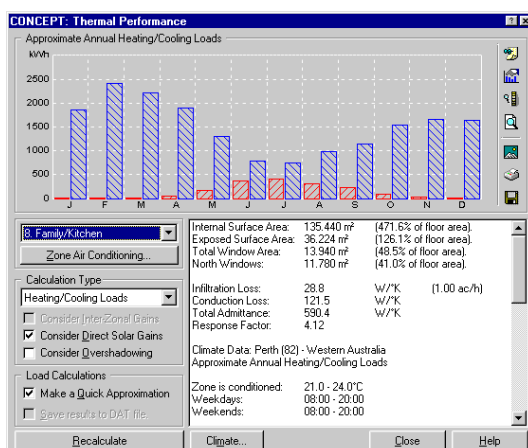 CONCEPT: Thermal Performance
Approximate Annual Heating/Cooling Loads
kWh
2500
2000
1500
1000
500
0
J F M A M J J A S O N D
8. Family/Kitchen
Zone Air Conditioning...
Calculation Type
Heating/Cooling Loads
Consider Inter-Zonal Gains
Consider Direct Solar Gains
Consider Overshadowing
Load Calculations
Make a Quick Approximation
Save results to DAT file
Internal Surface Area: 135.440 m² (471.6% of floor area).
Exposed Surface Area: 36.224 m² (126.1% of floor area).
Total Window Area: 13.940 m² (48.5% of floor area).
North Windows: 11.780 m² (41.0% of floor area).
Infiltration Loss: 28.8 W/°K (1.00 ac/h)
Conduction Loss: 121.5 W/°K
Total Admittance: 590.4 W/°K
Response Factor: 4.12
Climate Data: Perth (82) - Western Australia
Approximate Annual Heating/Cooling Loads
Zone is conditioned: 21.0 - 24.0°C
Weekdays: 08:00 - 20:00
Weekends: 08:00 - 20:00
Recalculate
Climate...
Close
Help